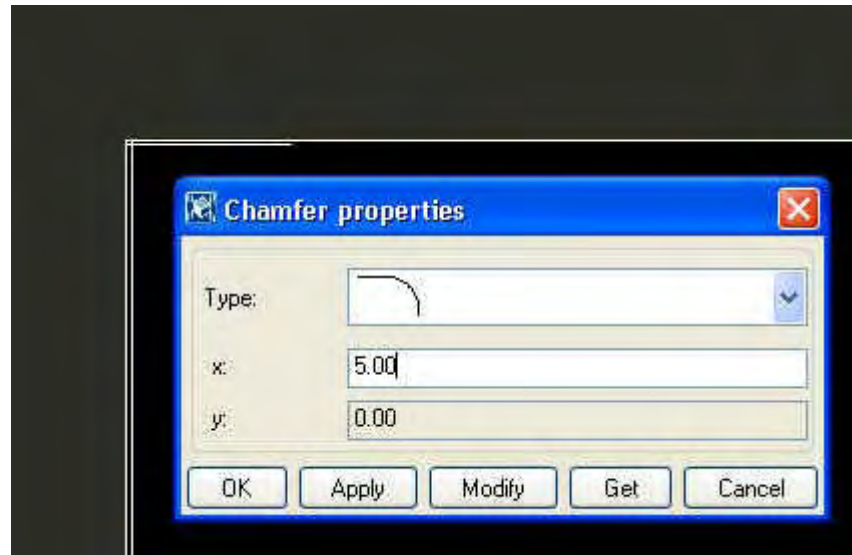 Chamfer properties
Type:
x: 5.00
y: 0.00
OK Apply Modify Get Cancel